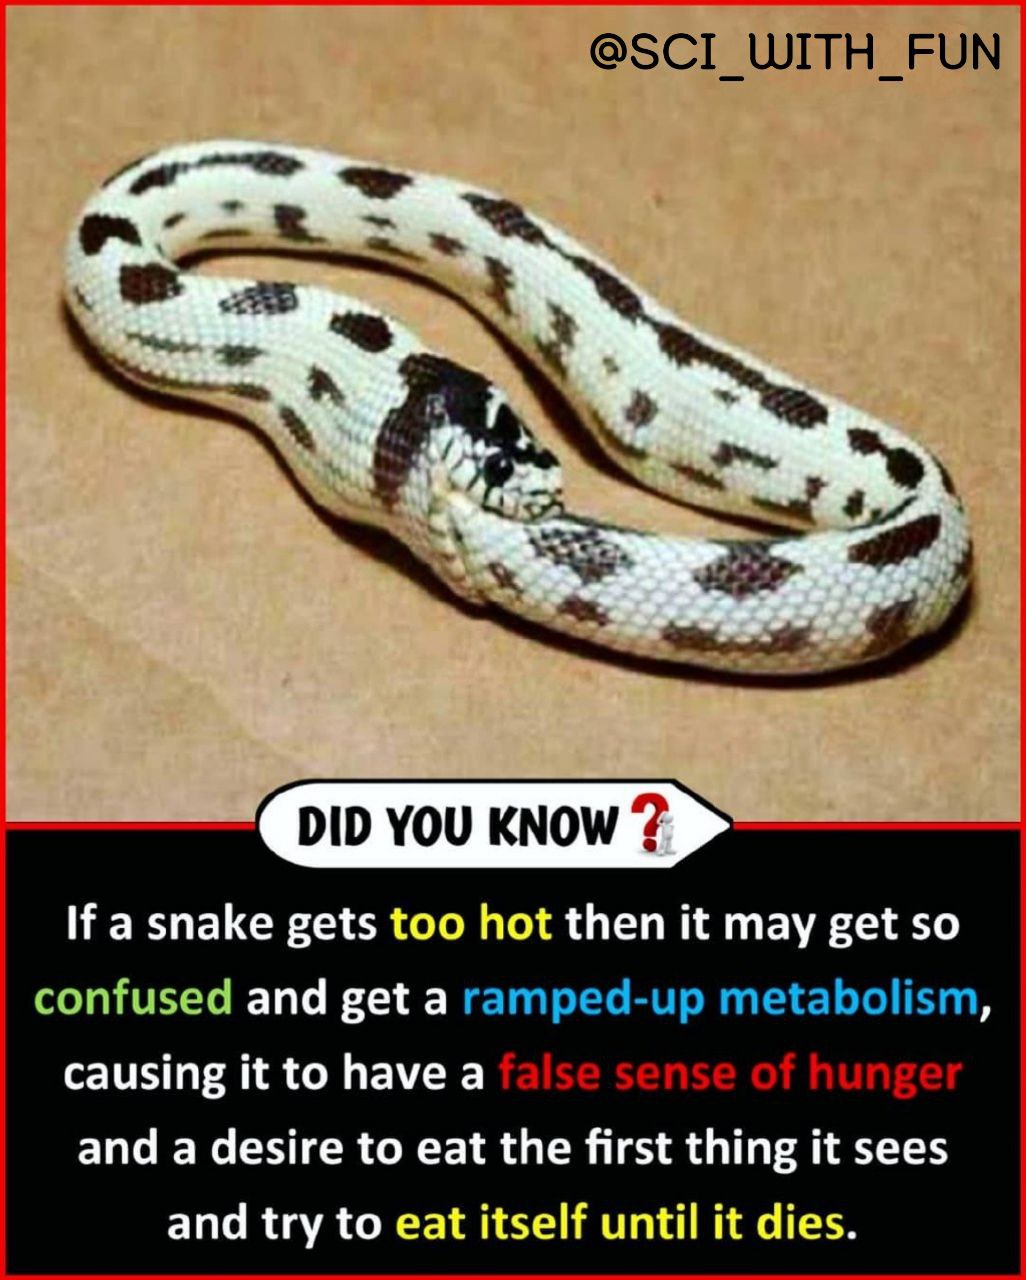 @SCI_WITH_FUN
DID YOU KNOW?
If a snake gets too hot then it may get so
confused and get a ramped-up metabolism,
causing it to have a false sense of hunger
and a desire to eat the first thing it sees
and try to eat itself until it dies.